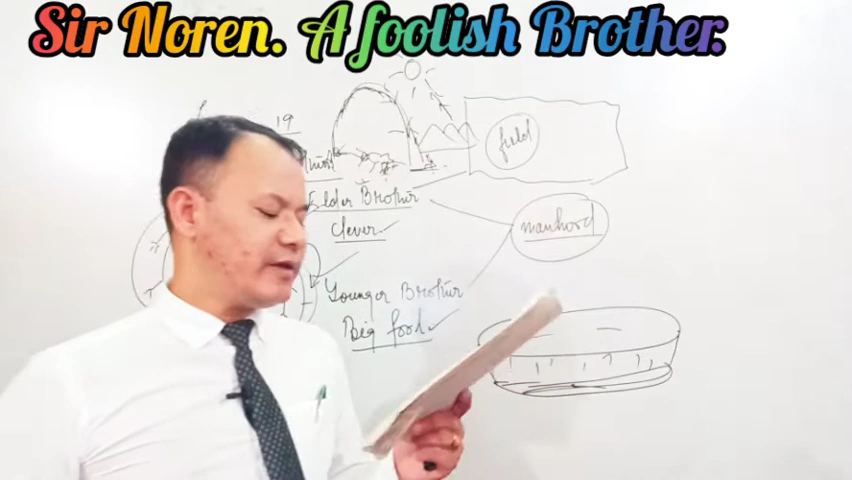 Sir Noren. A foolish Brother.
19
field
Elder Brother
clever
manhood
Younger Brother
Big fool